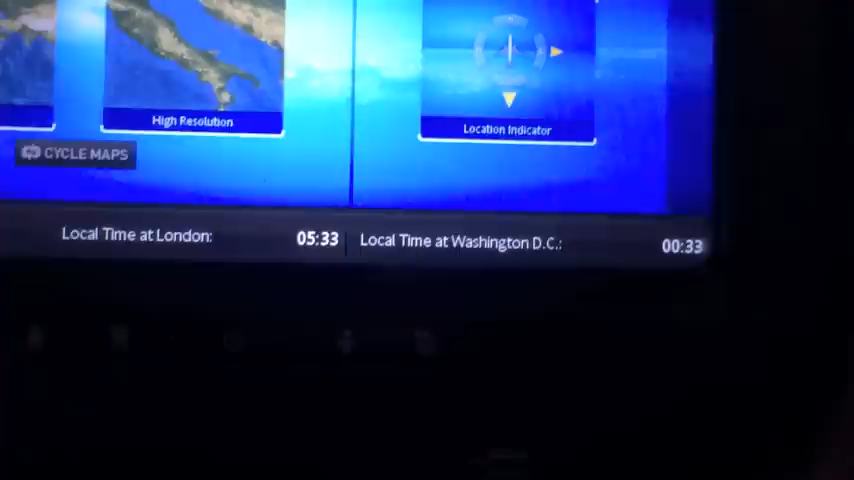 High Resolution
Location Indicator
CYCLE MAPS
Local Time at London: 05:33
Local Time at Washington D.C.: 00:33